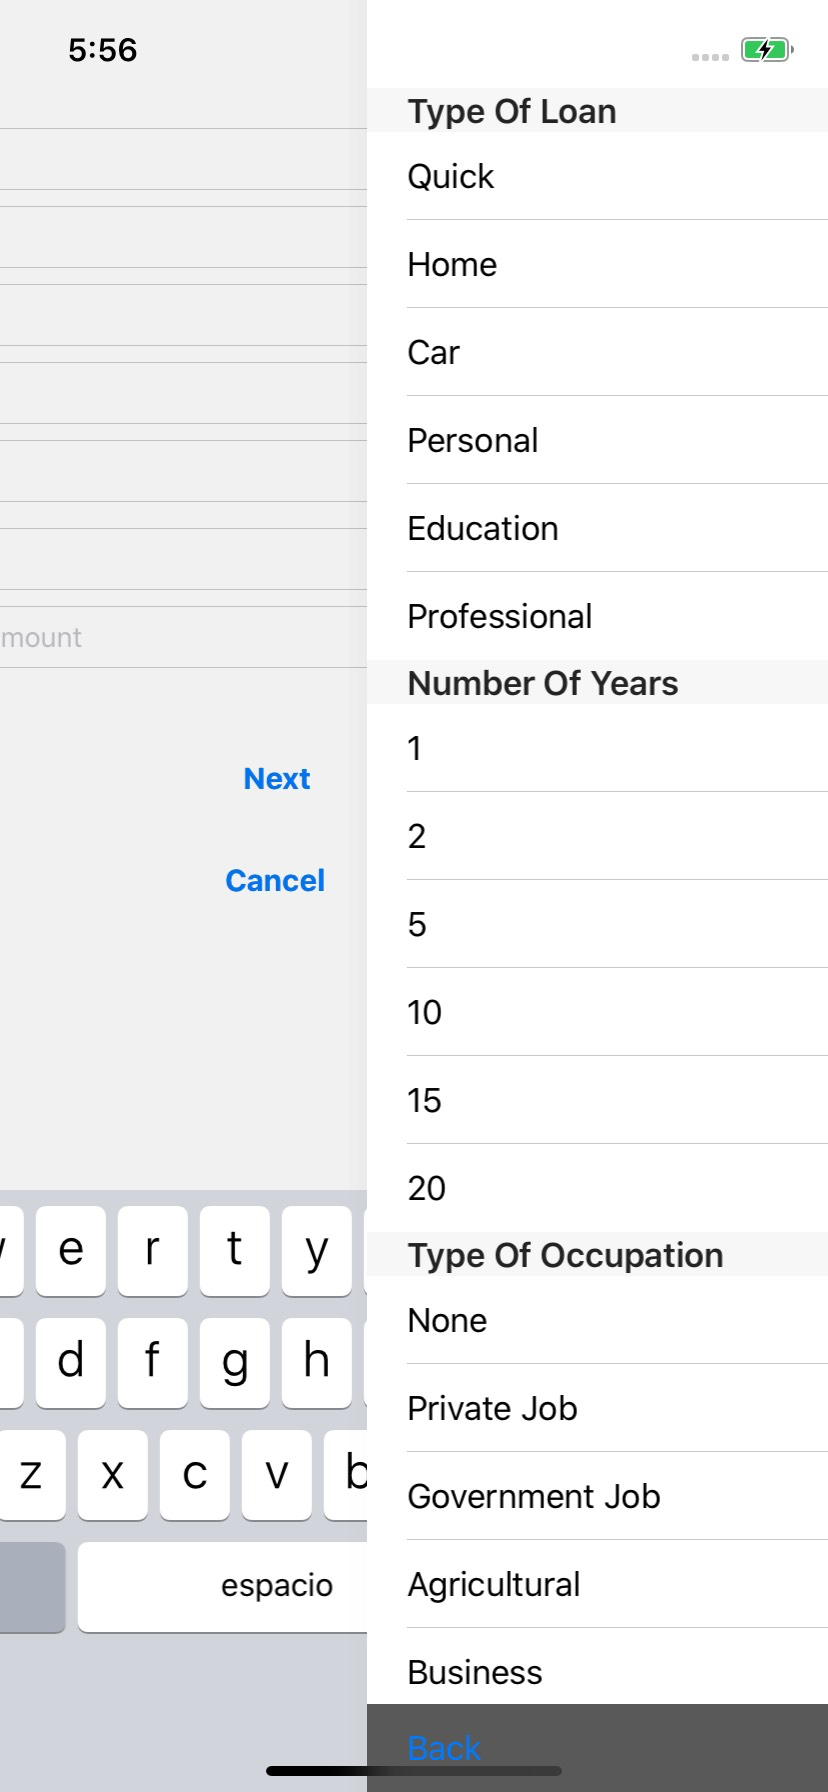 5:56
mount
Next
Cancel
e r t y
d f g h
z x c v b
espacio
Type Of Loan
Quick
Home
Car
Personal
Education
Professional
Number Of Years
1
2
5
10
15
20
Type Of Occupation
None
Private Job
Government Job
Agricultural
Business
Back